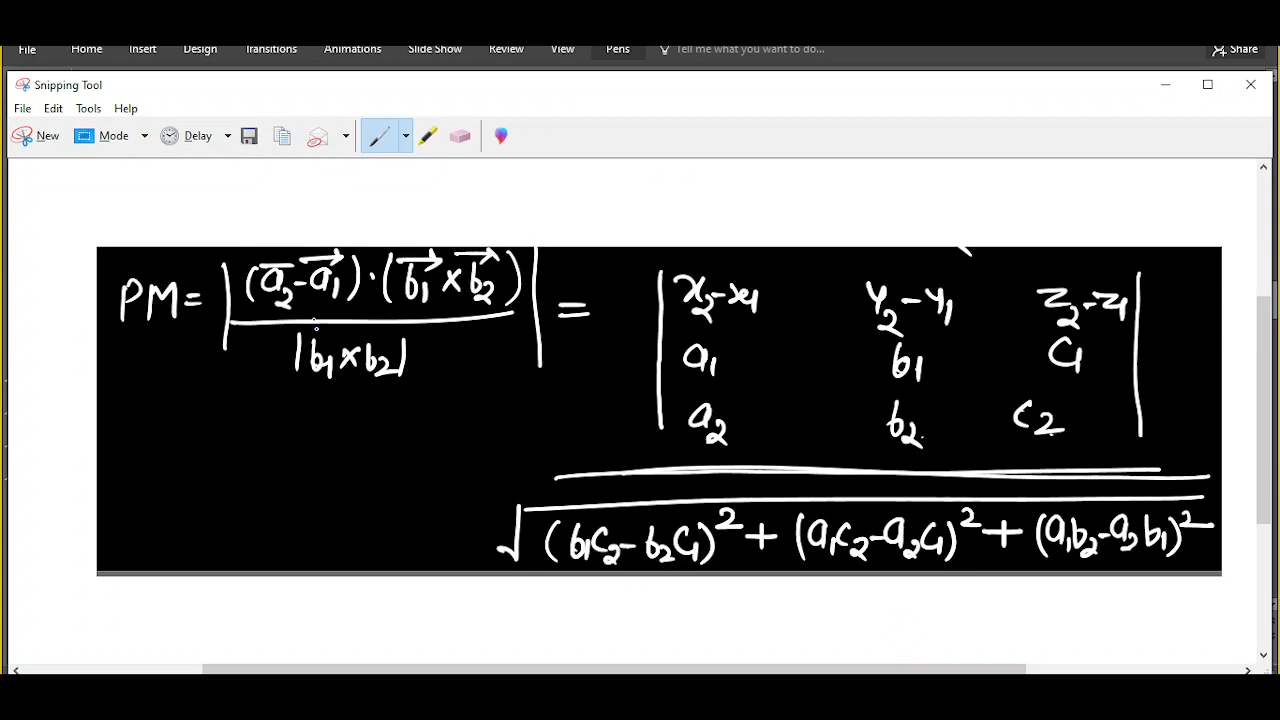 File Home Insert Design Transitions Animations Slide Show Review View Pens Tell me what you want to do... Share
Snipping Tool
File Edit Tools Help
New Mode Delay
PM = | (a₂ - a₁) · (b₁ × b₂) | = | x₂-x₁ y₂-y₁ z₂-z₁ |
|b₁ × b₂| a₁ b₁ c₁
a₂ b₂ c₂
√ (b₁c₂ - b₂c₁)² + (a₁c₂ - a₂c₁)² + (a₁b₂ - a₂b₁)²